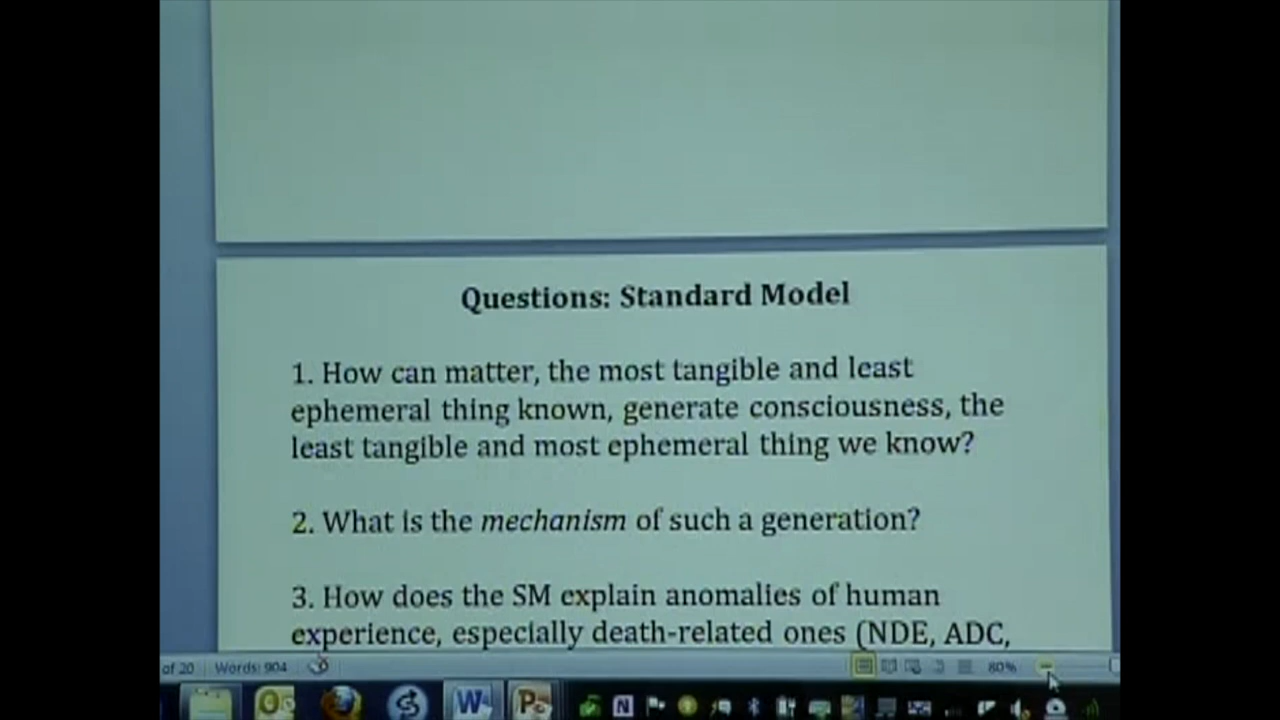 Questions: Standard Model
1. How can matter, the most tangible and least
ephemeral thing known, generate consciousness, the
least tangible and most ephemeral thing we know?
2. What is the mechanism of such a generation?
3. How does the SM explain anomalies of human
experience, especially death-related ones (NDE, ADC,
of 20 Words: 904 80%